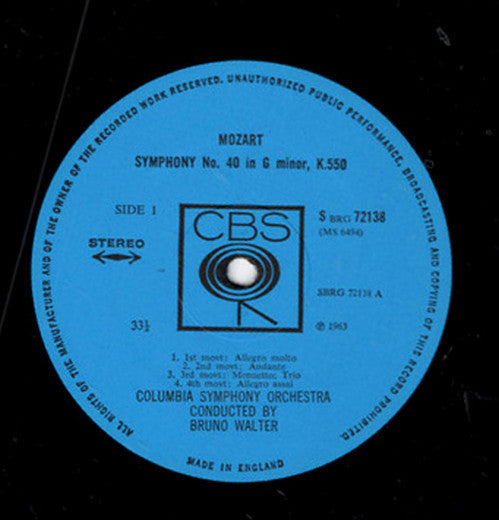 ALL RIGHTS OF THE MANUFACTURER AND OF THE OWNER OF THE RECORDED WORK RESERVED. UNAUTHORIZED PUBLIC PERFORMANCE, BROADCASTING AND COPYING OF THIS RECORD PROHIBITED.
MOZART
SYMPHONY No. 40 in G minor, K.550
SIDE 1
CBS
S BRG 72138
(MS 6494)
STEREO
SBRG 72138 A
33⅓
℗ 1963
1. 1st movt: Allegro molto
2. 2nd movt: Andante
3. 3rd movt: Menuetto; Trio
4. 4th movt: Allegro assai
COLUMBIA SYMPHONY ORCHESTRA
CONDUCTED BY
BRUNO WALTER
MADE IN ENGLAND